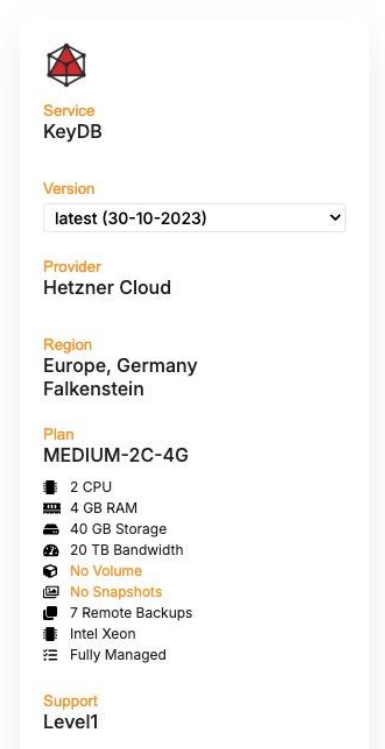 Service
KeyDB
Version
latest (30-10-2023)
Provider
Hetzner Cloud
Region
Europe, Germany
Falkenstein
Plan
MEDIUM-2C-4G
2 CPU
4 GB RAM
40 GB Storage
20 TB Bandwidth
No Volume
No Snapshots
7 Remote Backups
Intel Xeon
Fully Managed
Support
Level1